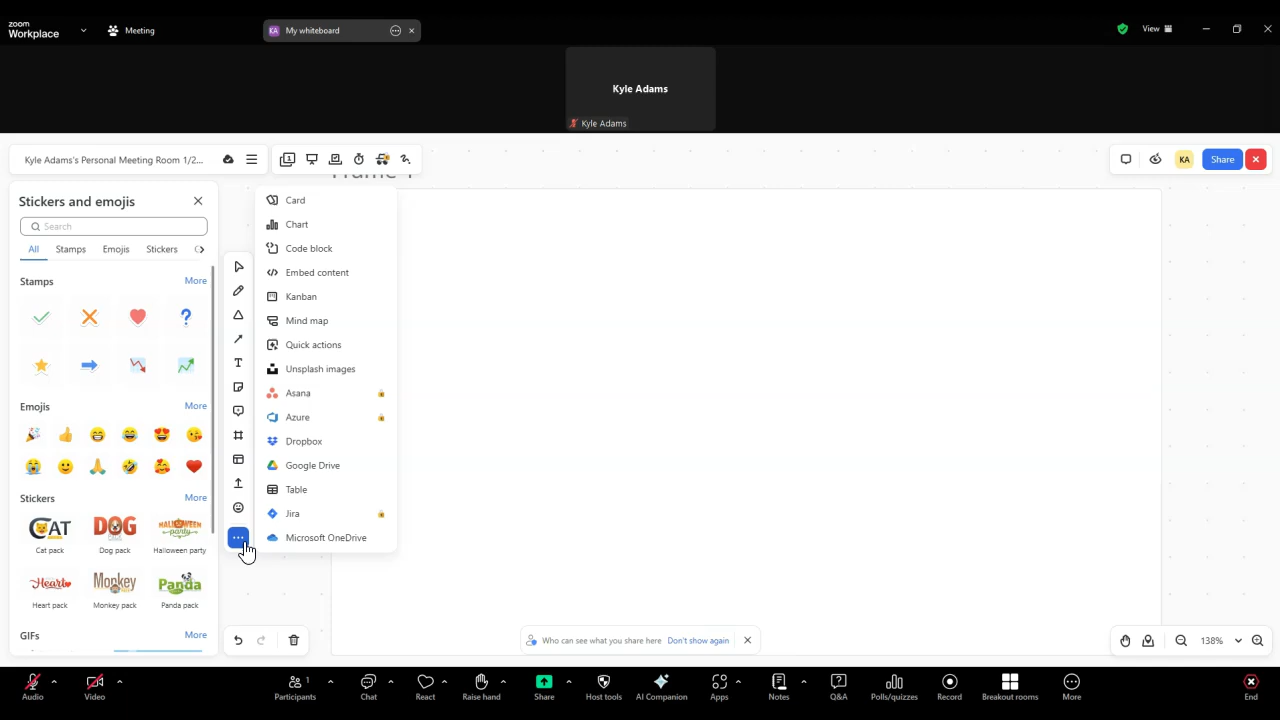 zoom
Workplace
Meeting
KA
My whiteboard
View
Kyle Adams
Kyle Adams
Kyle Adams's Personal Meeting Room 1/2...
KA
Share
Stickers and emojis
Search
All
Stamps
Emojis
Stickers
Stamps
More
Emojis
More
Stickers
More
CAT
DOG
HALLOWEEN
party
Cat pack
Dog pack
Halloween party
Heart
Monkey
Panda
Heart pack
Monkey pack
Panda pack
GIFs
More
Card
Chart
Code block
Embed content
Kanban
Mind map
Quick actions
Unsplash images
Asana
Azure
Dropbox
Google Drive
Table
Jira
Microsoft OneDrive
Who can see what you share here
Don't show again
138%
Audio
Video
1
Participants
Chat
React
Raise hand
Share
Host tools
AI Companion
Apps
Notes
Q&A
Polls/quizzes
Record
Breakout rooms
More
End